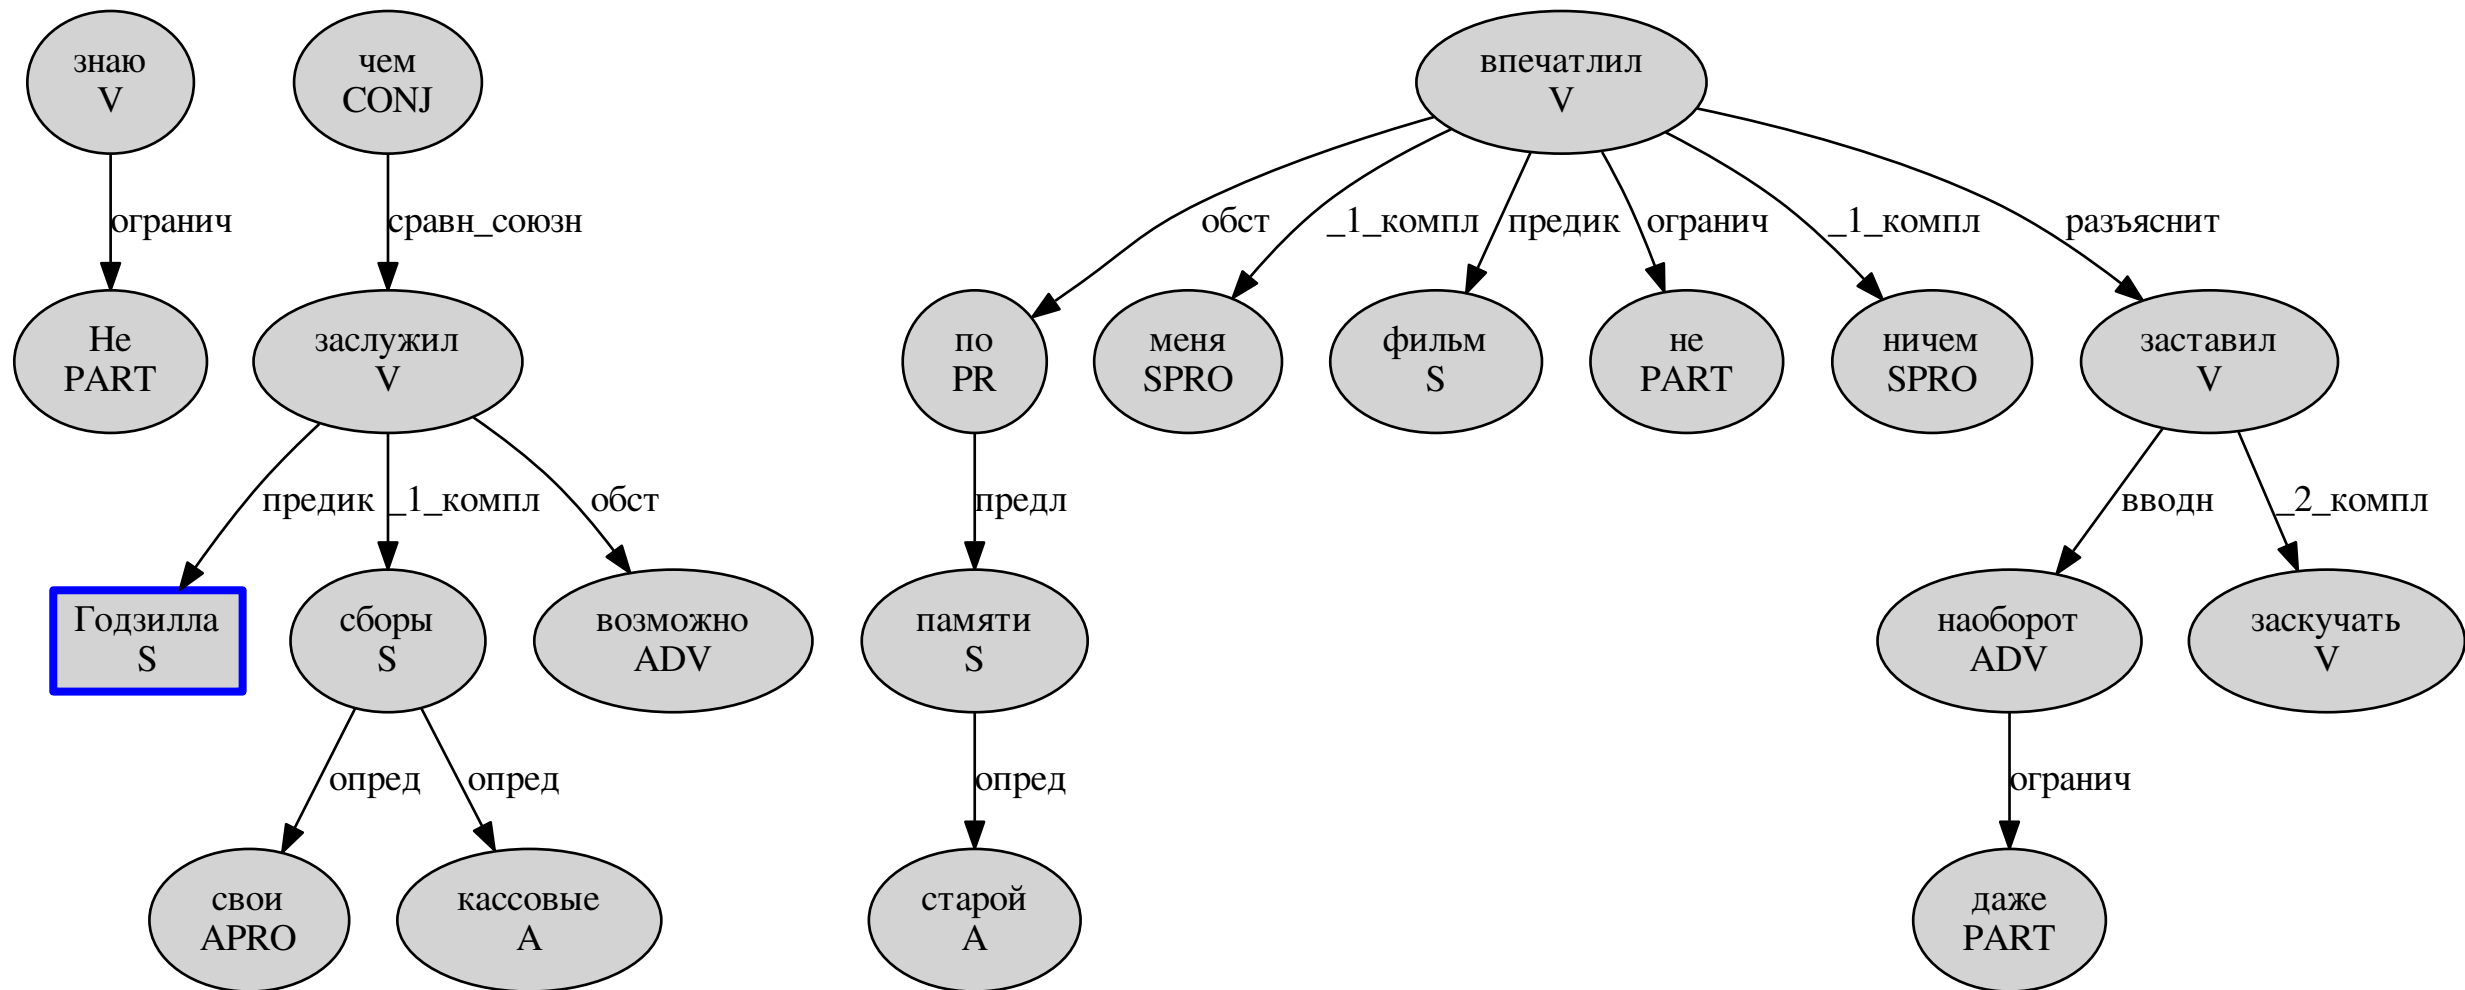 знаю
V
чем
CONJ
впечатлил
V
огранич
сравн_союзн
обст
_1_компл
предик
огранич
_1_компл
разъяснит
Не
PART
заслужил
V
по
PR
меня
SPRO
фильм
S
не
PART
ничем
SPRO
заставил
V
предик
_1_компл
обст
предл
вводн
_2_компл
Годзилла
S
сборы
S
возможно
ADV
памяти
S
наоборот
ADV
заскучать
V
опред
опред
опред
огранич
свои
APRO
кассовые
A
старой
A
даже
PART